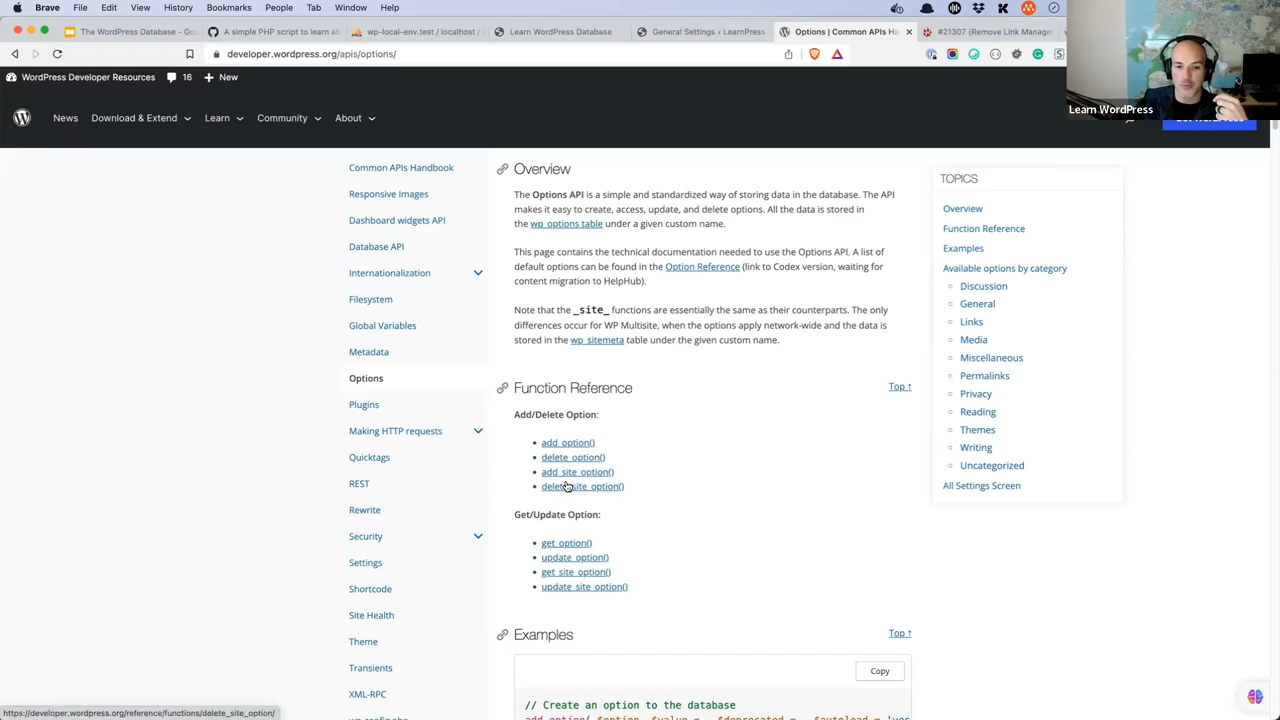 Brave File Edit View History Bookmarks People Tab Window Help
The WordPress Database - Go
A simple PHP script to learn ab
wp-local-env.test / localhost /
Learn WordPress Database
General Settings ‹ LearnPress
Options | Common APIs Ha
#21307 (Remove Link Manage
developer.wordpress.org/apis/options/
WordPress Developer Resources 16 New
Learn WordPress
News Download & Extend Learn Community About
Common APIs Handbook
Responsive Images
Dashboard widgets API
Database API
Internationalization
Filesystem
Global Variables
Metadata
Options
Plugins
Making HTTP requests
Quicktags
REST
Rewrite
Security
Settings
Shortcode
Site Health
Theme
Transients
XML-RPC
Overview
The Options API is a simple and standardized way of storing data in the database. The API
makes it easy to create, access, update, and delete options. All the data is stored in
the wp_options table under a given custom name.
This page contains the technical documentation needed to use the Options API. A list of
default options can be found in the Option Reference (link to Codex version, waiting for
content migration to HelpHub).
Note that the _site_ functions are essentially the same as their counterparts. The only
differences occur for WP Multisite, when the options apply network-wide and the data is
stored in the wp_sitemeta table under the given custom name.
Function Reference
Top ↑
Add/Delete Option:
add_option()
delete_option()
add_site_option()
delete_site_option()
Get/Update Option:
get_option()
update_option()
get_site_option()
update_site_option()
Examples
Top ↑
Copy
// Create an option to the database
TOPICS
Overview
Function Reference
Examples
Available options by category
Discussion
General
Links
Media
Miscellaneous
Permalinks
Privacy
Reading
Themes
Writing
Uncategorized
All Settings Screen
https://developer.wordpress.org/reference/functions/delete_site_option/